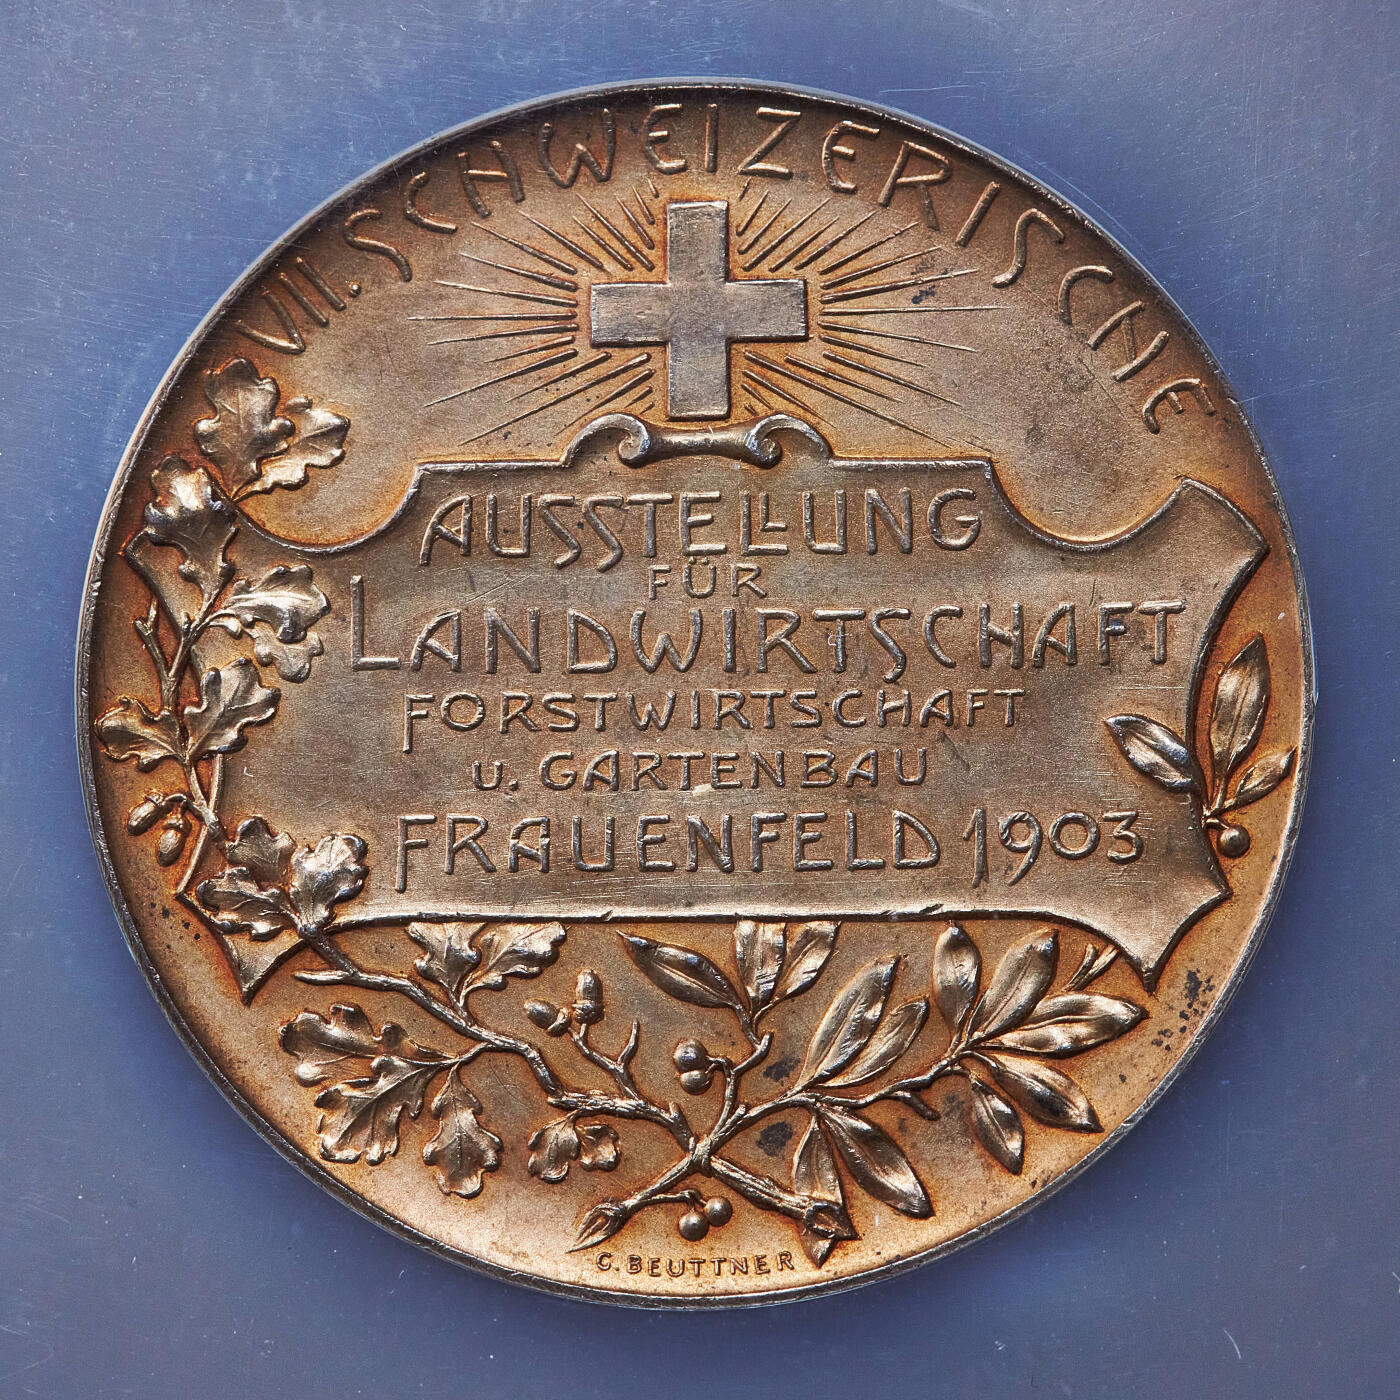 VII. SCHWEIZERISCHE
AUSSTELLUNG
FÜR
LANDWIRTSCHAFT
FORSTWIRTSCHAFT
U. GARTENBAU
FRAUENFELD 1903
C. BEUTTNER